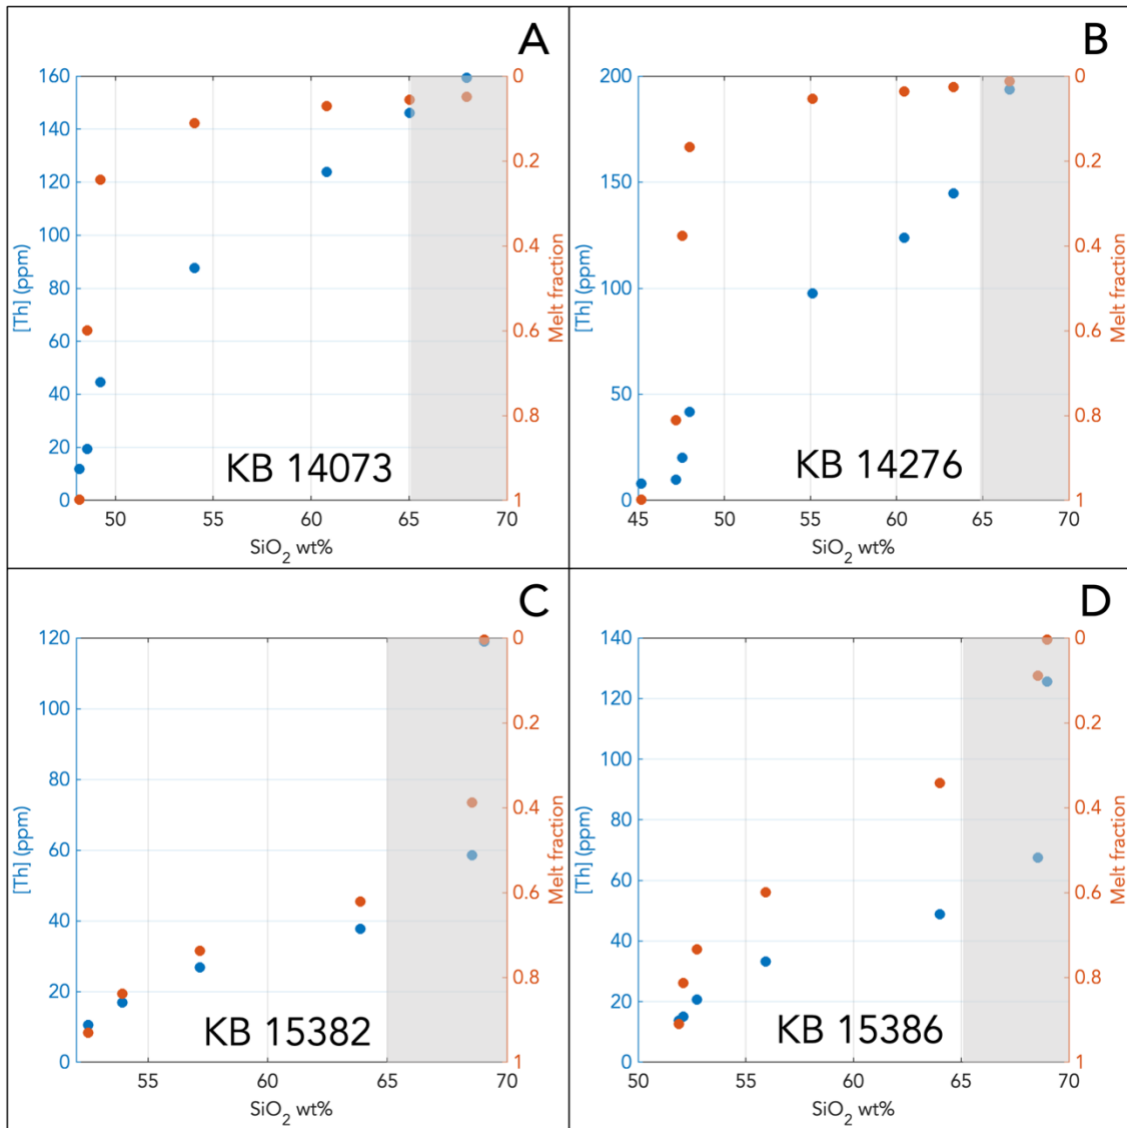 A
160
140
120
100
80
60
40
20
0
[Th] (ppm)
0
0.2
0.4
0.6
0.8
1
Melt fraction
KB 14073
50 55 60 65 70
SiO2 wt%
B
200
150
100
50
0
[Th] (ppm)
0
0.2
0.4
0.6
0.8
1
Melt fraction
KB 14276
45 50 55 60 65 70
SiO2 wt%
C
120
100
80
60
40
20
0
[Th] (ppm)
0
0.2
0.4
0.6
0.8
1
Melt fraction
KB 15382
55 60 65 70
SiO2 wt%
D
140
120
100
80
60
40
20
0
[Th] (ppm)
0
0.2
0.4
0.6
0.8
1
Melt fraction
KB 15386
50 55 60 65 70
SiO2 wt%